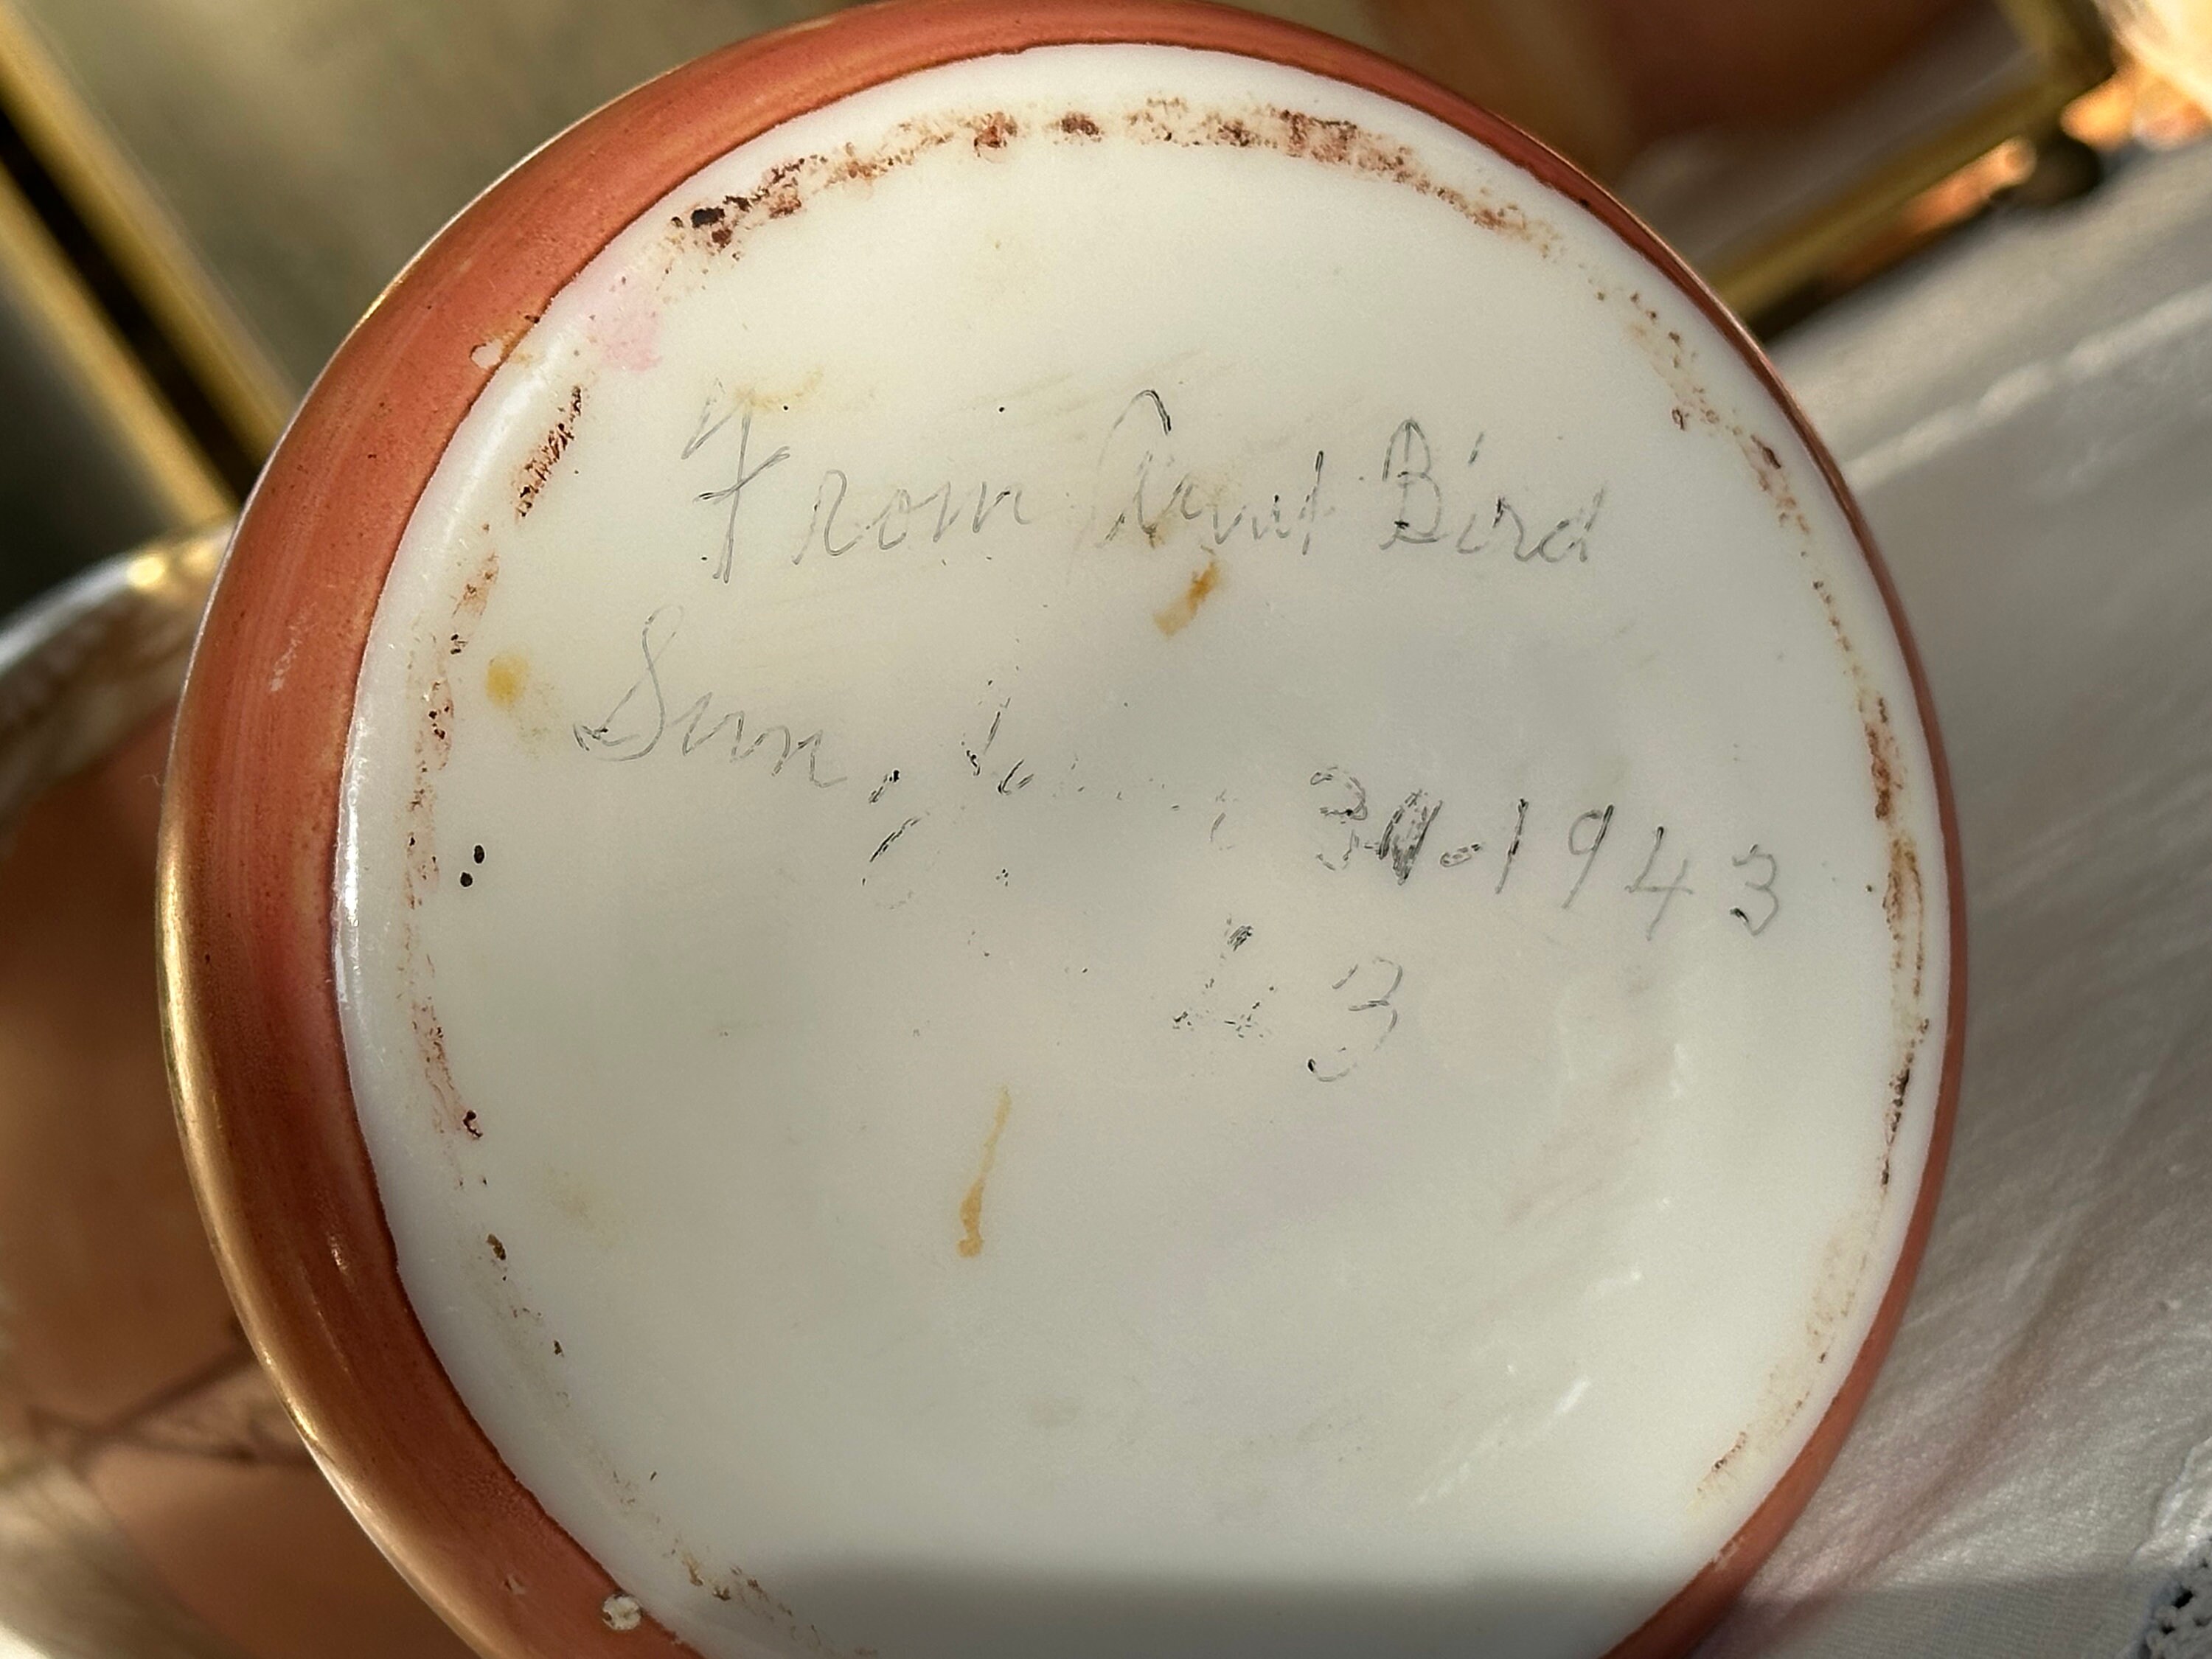 From Aunt Bird
Sun, 1943
43